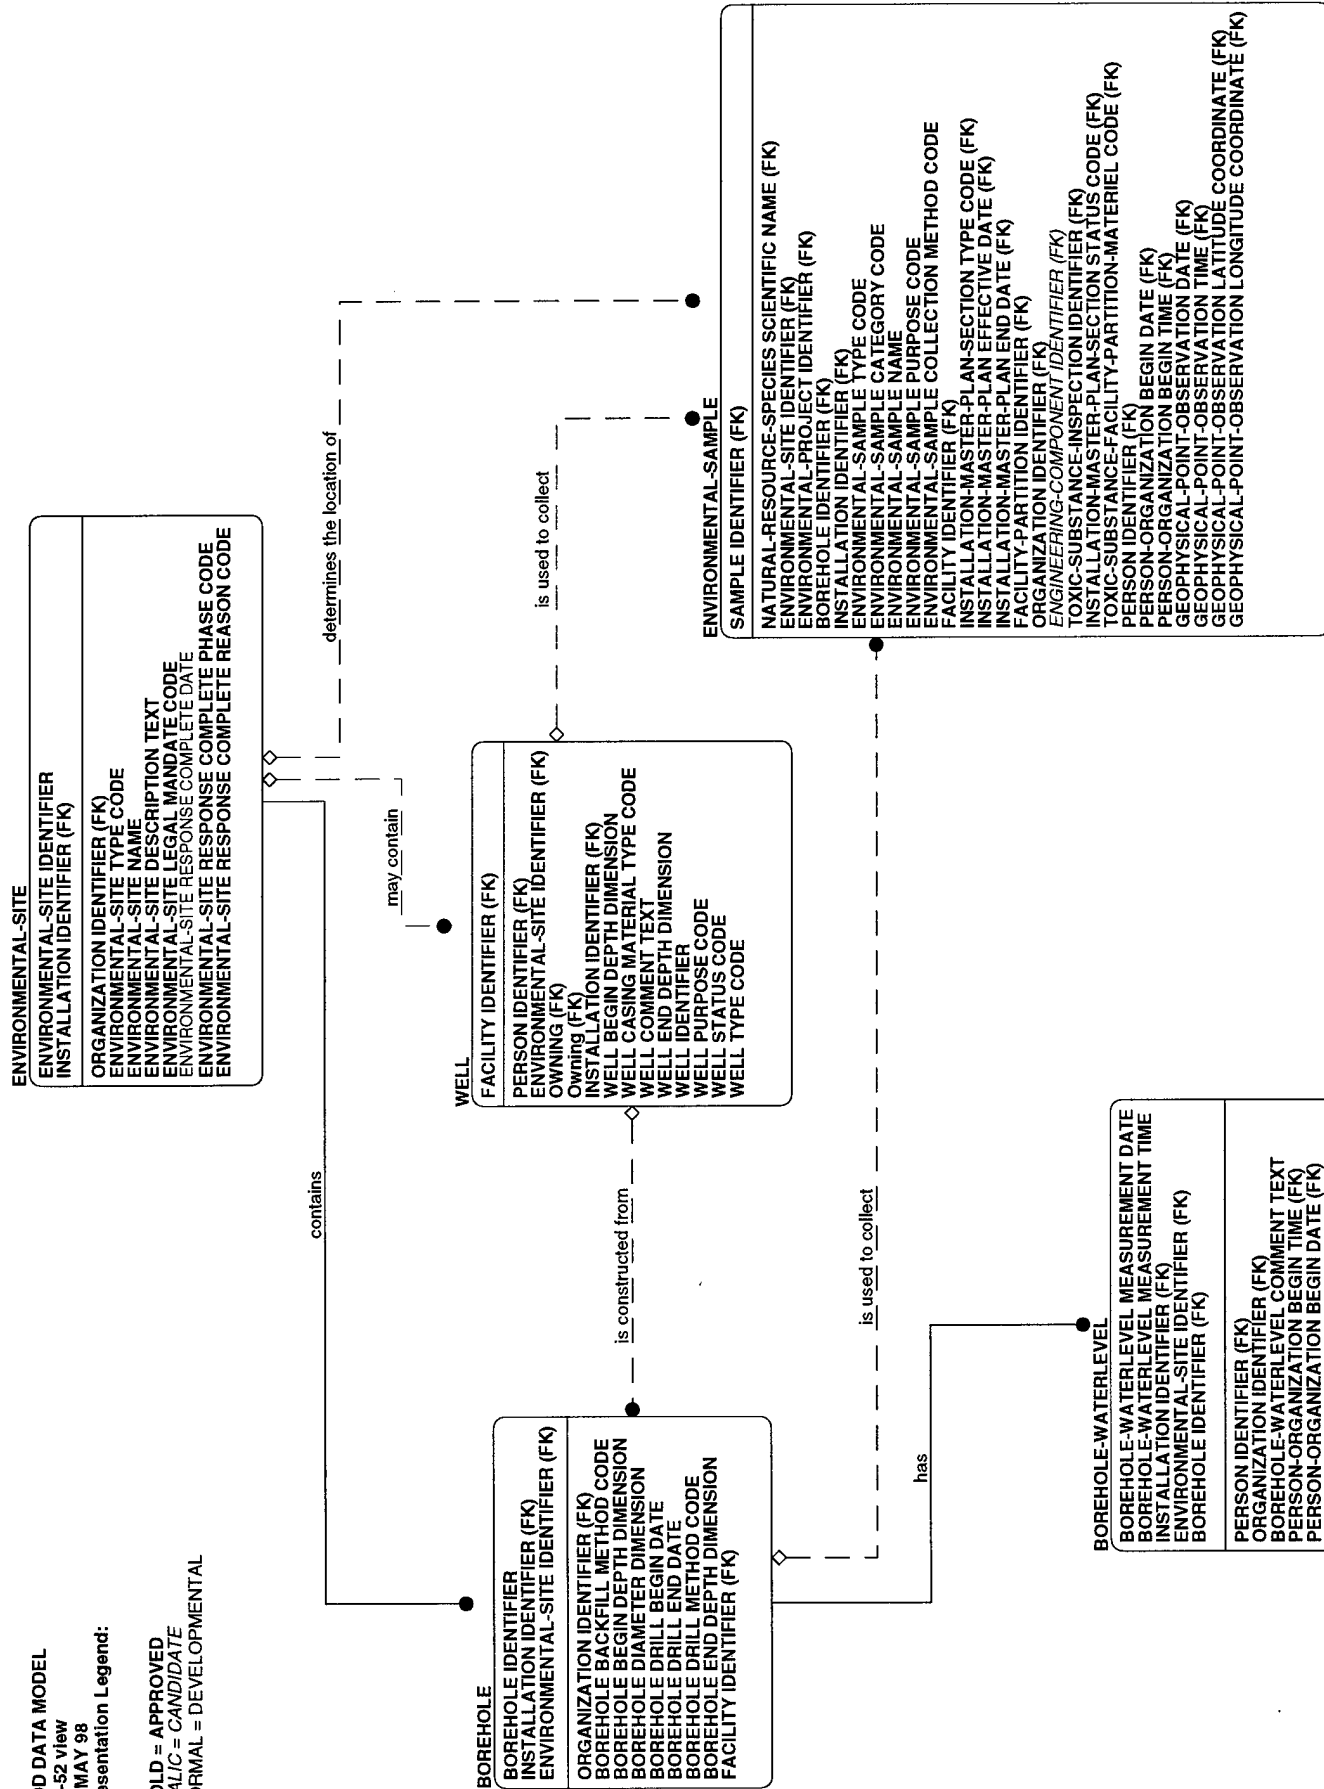 DD DATA MODEL
-52 view
MAY 98
esentation Legend:
OLD = APPROVED
ALIC = CANDIDATE
ORMAL = DEVELOPMENTAL
ENVIRONMENTAL-SITE
ENVIRONMENTAL-SITE IDENTIFIER
INSTALLATION IDENTIFIER (FK)
ORGANIZATION IDENTIFIER (FK)
ENVIRONMENTAL-SITE TYPE CODE
ENVIRONMENTAL-SITE NAME
ENVIRONMENTAL-SITE DESCRIPTION TEXT
ENVIRONMENTAL-SITE LEGAL MANDATE CODE
ENVIRONMENTAL-SITE RESPONSE COMPLETE DATE
ENVIRONMENTAL-SITE RESPONSE COMPLETE PHASE CODE
ENVIRONMENTAL-SITE RESPONSE COMPLETE REASON CODE
contains
may contain
determines the location of
WELL
FACILITY IDENTIFIER (FK)
PERSON IDENTIFIER (FK)
ENVIRONMENTAL-SITE IDENTIFIER (FK)
OWNING (FK)
Owning (FK)
INSTALLATION IDENTIFIER (FK)
WELL BEGIN DEPTH DIMENSION
WELL CASING MATERIAL TYPE CODE
WELL COMMENT TEXT
WELL END DEPTH DIMENSION
WELL IDENTIFIER
WELL PURPOSE CODE
WELL STATUS CODE
WELL TYPE CODE
is constructed from
is used to collect
BOREHOLE
BOREHOLE IDENTIFIER
INSTALLATION IDENTIFIER (FK)
ENVIRONMENTAL-SITE IDENTIFIER (FK)
ORGANIZATION IDENTIFIER (FK)
BOREHOLE BACKFILL METHOD CODE
BOREHOLE BEGIN DEPTH DIMENSION
BOREHOLE DIAMETER DIMENSION
BOREHOLE DRILL BEGIN DATE
BOREHOLE DRILL END DATE
BOREHOLE DRILL METHOD CODE
BOREHOLE END DEPTH DIMENSION
FACILITY IDENTIFIER (FK)
is used to collect
has
ENVIRONMENTAL-SAMPLE
SAMPLE IDENTIFIER (FK)
NATURAL-RESOURCE-SPECIES SCIENTIFIC NAME (FK)
ENVIRONMENTAL-SITE IDENTIFIER (FK)
ENVIRONMENTAL-PROJECT IDENTIFIER (FK)
BOREHOLE IDENTIFIER (FK)
INSTALLATION IDENTIFIER (FK)
ENVIRONMENTAL-SAMPLE TYPE CODE
ENVIRONMENTAL-SAMPLE CATEGORY CODE
ENVIRONMENTAL-SAMPLE NAME
ENVIRONMENTAL-SAMPLE PURPOSE CODE
ENVIRONMENTAL-SAMPLE COLLECTION METHOD CODE
FACILITY IDENTIFIER (FK)
INSTALLATION-MASTER-PLAN-SECTION TYPE CODE (FK)
INSTALLATION-MASTER-PLAN EFFECTIVE DATE (FK)
INSTALLATION-MASTER-PLAN END DATE (FK)
FACILITY-PARTITION IDENTIFIER (FK)
ORGANIZATION IDENTIFIER (FK)
ENGINEERING-COMPONENT IDENTIFIER (FK)
TOXIC-SUBSTANCE-INSPECTION IDENTIFIER (FK)
INSTALLATION-MASTER-PLAN-SECTION STATUS CODE (FK)
TOXIC-SUBSTANCE-FACILITY-PARTITION-MATERIEL CODE (FK)
PERSON IDENTIFIER (FK)
PERSON-ORGANIZATION BEGIN DATE (FK)
PERSON-ORGANIZATION BEGIN TIME (FK)
GEOPHYSICAL-POINT-OBSERVATION DATE (FK)
GEOPHYSICAL-POINT-OBSERVATION TIME (FK)
GEOPHYSICAL-POINT-OBSERVATION LATITUDE COORDINATE (FK)
GEOPHYSICAL-POINT-OBSERVATION LONGITUDE COORDINATE (FK)
BOREHOLE-WATERLEVEL
BOREHOLE-WATERLEVEL MEASUREMENT DATE
BOREHOLE-WATERLEVEL MEASUREMENT TIME
INSTALLATION IDENTIFIER (FK)
ENVIRONMENTAL-SITE IDENTIFIER (FK)
BOREHOLE IDENTIFIER (FK)
PERSON IDENTIFIER (FK)
ORGANIZATION IDENTIFIER (FK)
BOREHOLE-WATERLEVEL COMMENT TEXT
PERSON-ORGANIZATION BEGIN TIME (FK)
PERSON-ORGANIZATION BEGIN DATE (FK)